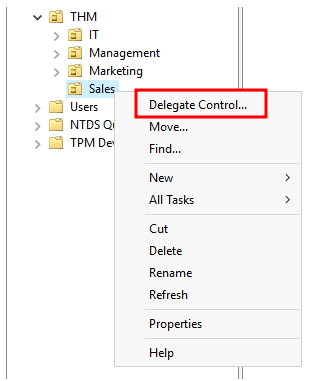 THM
IT
Management
Marketing
Sales
Users
NTDS Qu
TPM Dev
Delegate Control...
Move...
Find...
New
All Tasks
Cut
Delete
Rename
Refresh
Properties
Help